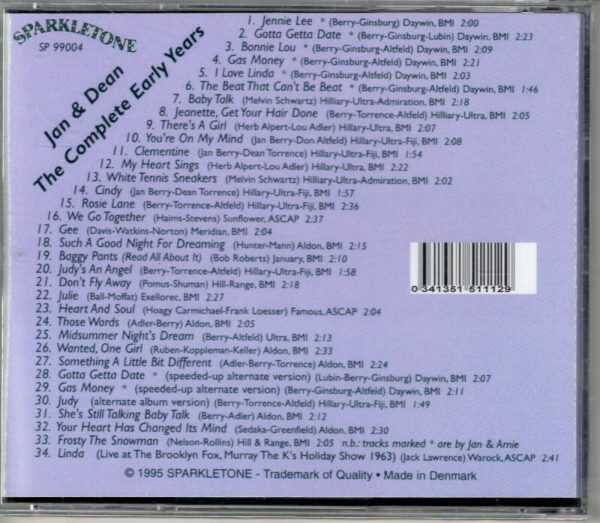 SPARKLETONE
SP 99004
Jan & Dean
The Complete Early Years
1. Jennie Lee * (Berry-Ginsburg) Daywin, BMI 2:00
2. Gotta Getta Date * (Berry-Ginsburg-Lubin) Daywin, BMI 2:23
3. Bonnie Lou * (Berry-Ginsburg-Altfeld) Daywin, BMI 2:09
4. Gas Money * (Berry-Ginsburg-Altfeld) Daywin, BMI 2:21
5. I Love Linda * (Berry-Ginsburg-Altfeld) Daywin, BMI 2:03
6. The Beat That Can't Be Beat * (Berry-Ginsburg-Altfeld) Daywin, BMI 1:46
7. Baby Talk (Melvin Schwartz) Hilliary-Ultra-Admiration, BMI 2:18
8. Jeanette, Get Your Hair Done (Berry-Torrence-Altfeld) Hilliary-Ultra, BMI 2:05
9. There's A Girl (Herb Alpert-Lou Adler) Hillary-Ultra, BMI 2:07
10. You're On My Mind (Jan Berry-Don Altfeld) Hillary-Ultra-Fiji, BMI 2:08
11. Clementine (Jan Berry-Dean Torrence) Hillary-Ultra-Fiji, BMI 1:54
12. My Heart Sings (Herb Alpert-Lou Adler) Hillary-Ultra, BMI 2:22
13. White Tennis Sneakers (Melvin Schwartz) Hilliary-Ultra-Admiration, BMI 2:02
14. Cindy (Jan Berry-Dean Torrence) Hillary-Ultra-Fiji, BMI 1:57
15. Rosie Lane (Berry-Torrence-Altfeld) Hillary-Ultra-Fiji, BMI 2:36
16. We Go Together (Haims-Stevens) Sunflower, ASCAP 2:37
17. Gee (Davis-Watkins-Norton) Meridian, BMI 2:04
18. Such A Good Night For Dreaming (Hunter-Mann) Aldon, BMI 2:15
19. Baggy Pants (Read All About It) (Bob Roberts) January, BMI 2:10
20. Judy's An Angel (Berry-Torrence-Altfeld) Hillary-Ultra-Fiji, BMI 1:58
21. Don't Fly Away (Pomus-Shuman) Hill-Range, BMI 2:18
22. Julie (Ball-Moffat) Exellorec, BMI 2:27
23. Heart And Soul (Hoagy Carmichael-Frank Loesser) Famous, ASCAP 2:04
24. Those Words (Adler-Berry) Aldon, BMI 2:05
25. Midsummer Night's Dream (Berry-Altfeld) Ultra, BMI 2:13
26. Wanted, One Girl (Ruben-Koppleman-Keller) Aldon, BMI 2:33
27. Something A Little Bit Different (Adler-Berry-Torrence) Aldon, BMI 2:24
28. Gotta Getta Date * (speeded-up alternate version) (Lubin-Berry-Ginsburg) Daywin, BMI 2:07
29. Gas Money * (speeded-up alternate version) (Berry-Ginsburg-Altfeld) Daywin, BMI 2:11
30. Judy (alternate album version) (Berry-Torrence-Altfeld) Hillary-Ultra-Fiji, BMI 1:49
31. She's Still Talking Baby Talk (Berry-Adler) Aldon, BMI 2:12
32. Your Heart Has Changed Its Mind (Sedaka-Greenfield) Aldon, BMI 2:30
33. Frosty The Snowman (Nelson-Rollins) Hill & Range, BMI 2:05 n.b.: tracks marked * are by Jan & Arnie
34. Linda (Live at The Brooklyn Fox, Murray The K's Holiday Show 1963) (Jack Lawrence) Warock, ASCAP 2:41
0 341351 511129
© 1995 SPARKLETONE - Trademark of Quality • Made in Denmark